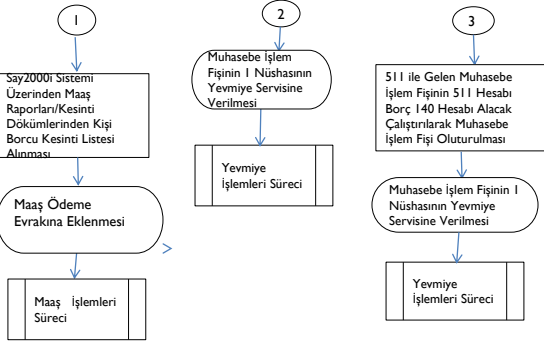 1
Say2000i Sistemi
Üzerinden Maaş
Raporları/Kesinti
Dökümlerinden Kişi
Borcu Kesinti Listesi
Alınması
Maaş Ödeme
Evrakına Eklenmesi
Maaş İşlemleri
Süreci
2
Muhasebe İşlem
Fişinin 1 Nüshasının
Yevmiye Servisine
Verilmesi
Yevmiye
İşlemleri Süreci
3
511 ile Gelen Muhasebe
İşlem Fişinin 511 Hesabı
Borç 140 Hesabı Alacak
Çalıştırılarak Muhasebe
İşlem Fişi Oluturulması
Muhasebe İşlem Fişinin 1
Nüshasının Yevmiye
Servisine Verilmesi
Yevmiye
İşlemleri Süreci